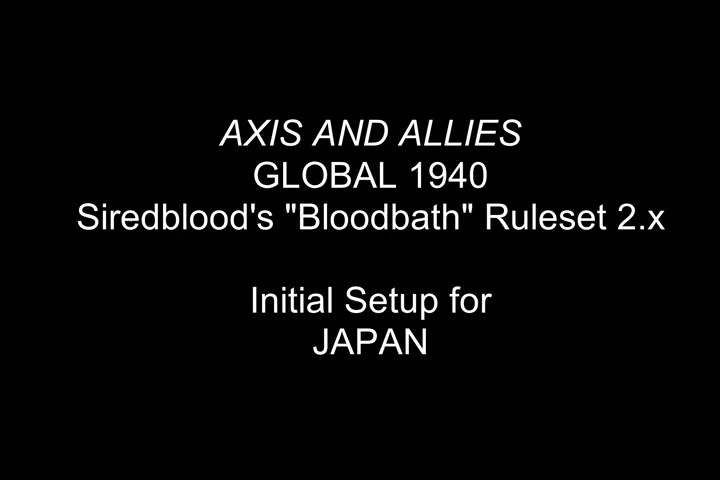 AXIS AND ALLIES
GLOBAL 1940
Siredblood's "Bloodbath" Ruleset 2.x
Initial Setup for
JAPAN